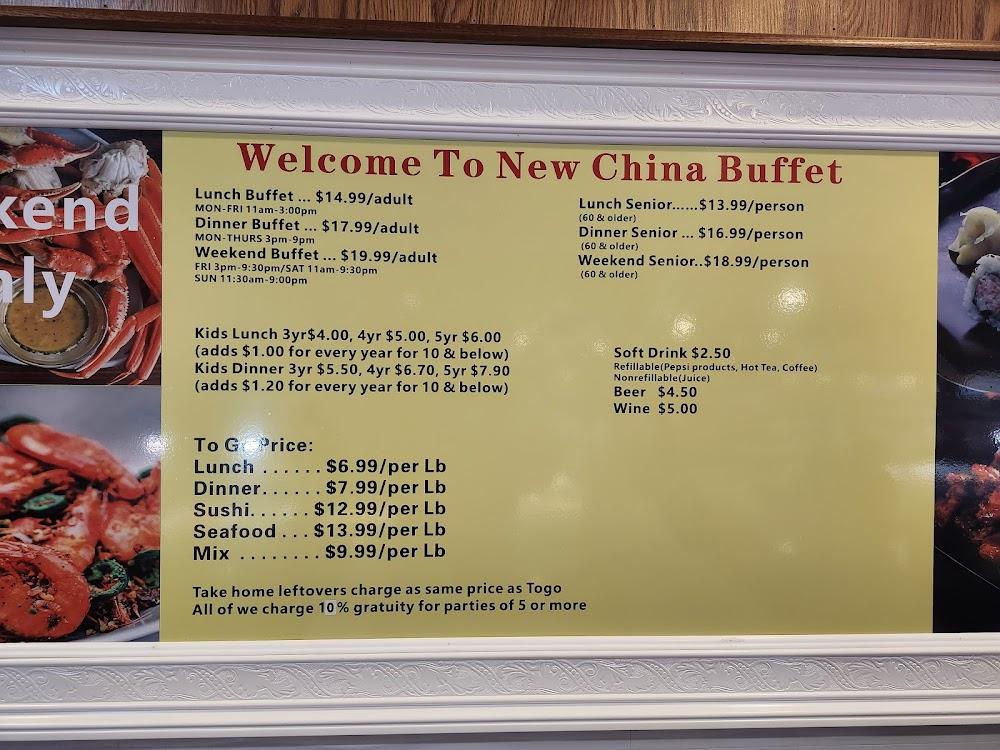 kend
nly
Welcome To New China Buffet
Lunch Buffet ... $14.99/adult
MON-FRI 11am-3:00pm
Dinner Buffet ... $17.99/adult
MON-THURS 3pm-9pm
Weekend Buffet ... $19.99/adult
FRI 3pm-9:30pm/SAT 11am-9:30pm
SUN 11:30am-9:00pm
Lunch Senior......$13.99/person
(60 & older)
Dinner Senior ... $16.99/person
(60 & older)
Weekend Senior..$18.99/person
(60 & older)
Kids Lunch 3yr$4.00, 4yr $5.00, 5yr $6.00
(adds $1.00 for every year for 10 & below)
Kids Dinner 3yr $5.50, 4yr $6.70, 5yr $7.90
(adds $1.20 for every year for 10 & below)
Soft Drink $2.50
Refillable(Pepsi products, Hot Tea, Coffee)
Nonrefillable(Juice)
Beer $4.50
Wine $5.00
To Go Price:
Lunch ...... $6.99/per Lb
Dinner...... $7.99/per Lb
Sushi...... $12.99/per Lb
Seafood ... $13.99/per Lb
Mix ........ $9.99/per Lb
Take home leftovers charge as same price as Togo
All of we charge 10% gratuity for parties of 5 or more